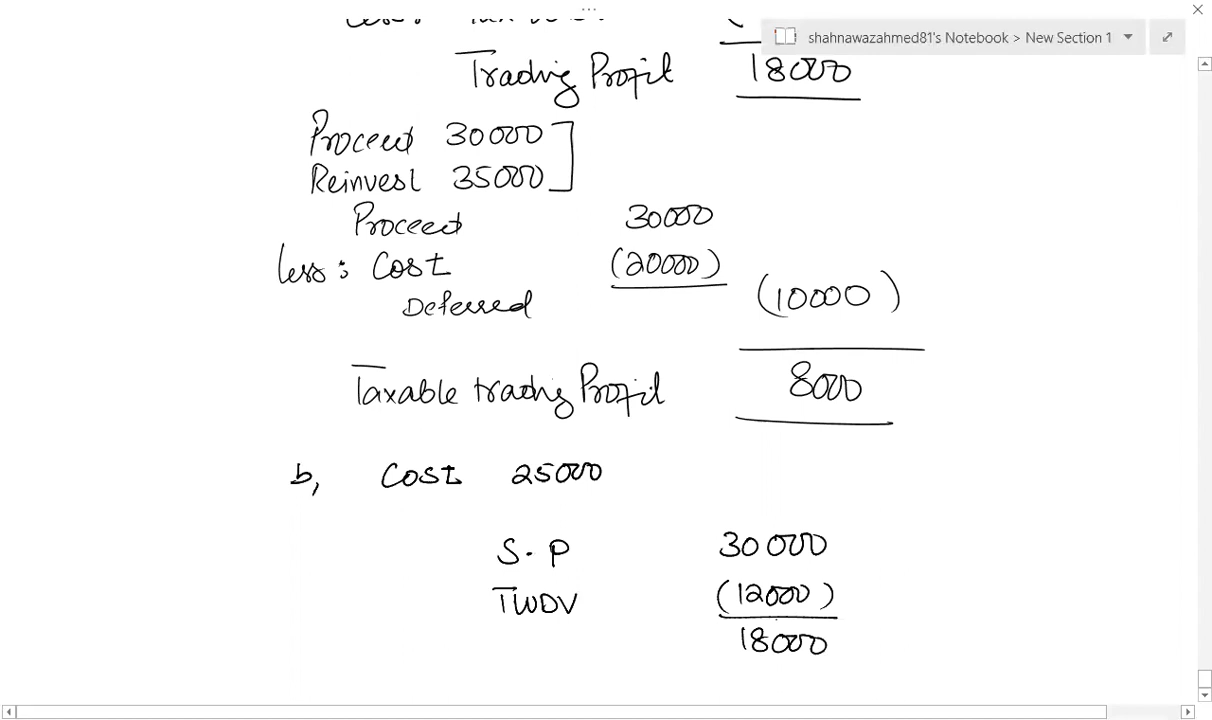 shahnawazahmed81's Notebook > New Section 1
Trading Profit 18000
Proceed 30000
Reinvest 35000
Proceed 30000
less: Cost (20000)
Deferred (10000)
Taxable trading Profit 8000
b, Cost 25000
S.P 30000
TWDV (12000)
18000